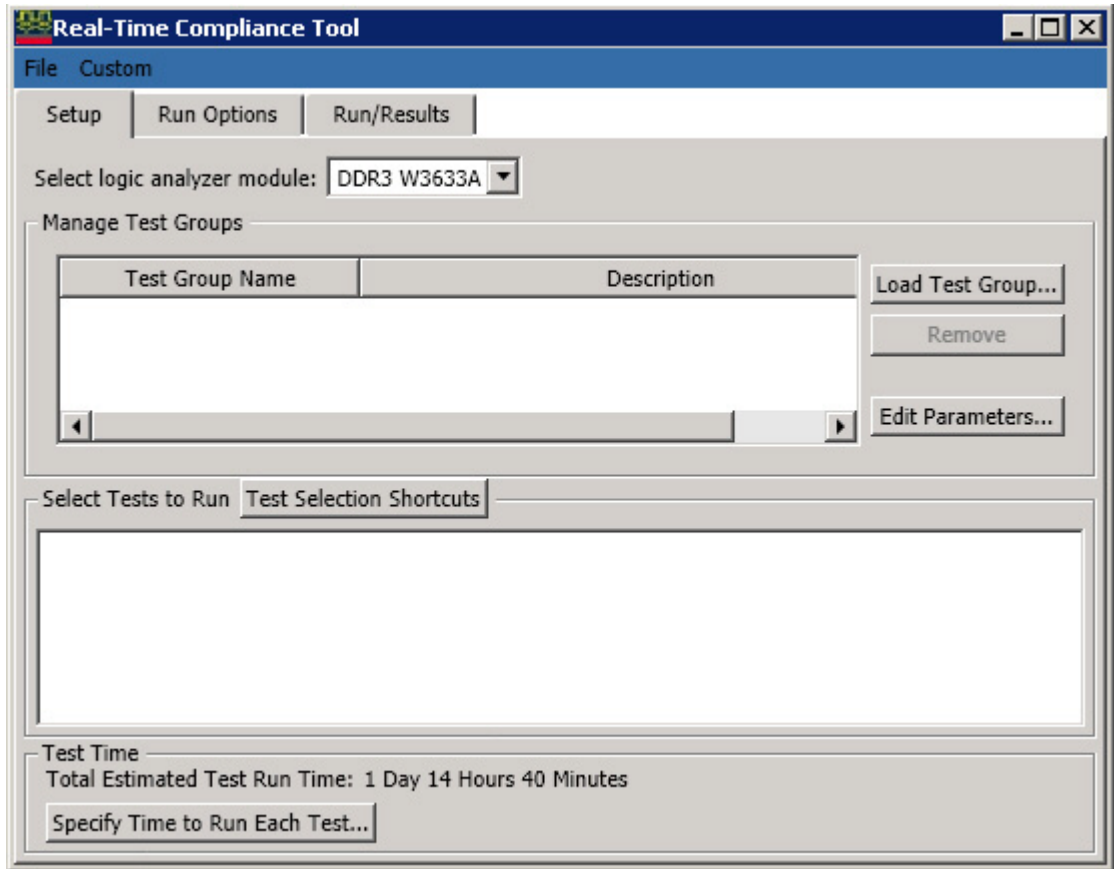 Real-Time Compliance Tool
File Custom
Setup Run Options Run/Results
Select logic analyzer module: DDR3 W3633A
Manage Test Groups
Test Group Name Description
Load Test Group...
Remove
Edit Parameters...
Select Tests to Run Test Selection Shortcuts
Test Time
Total Estimated Test Run Time: 1 Day 14 Hours 40 Minutes
Specify Time to Run Each Test...